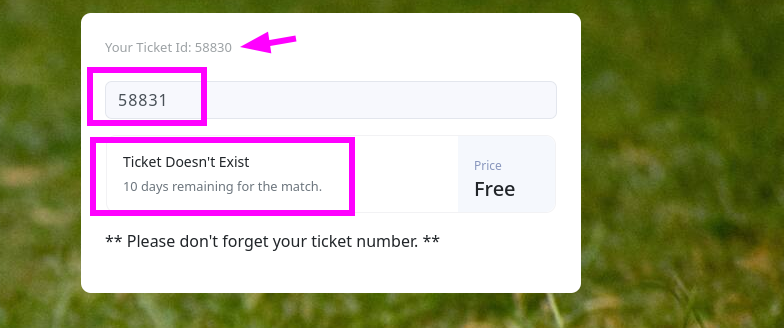 Your Ticket Id: 58830
58831
Ticket Doesn't Exist
10 days remaining for the match.
Price
Free
** Please don't forget your ticket number. **